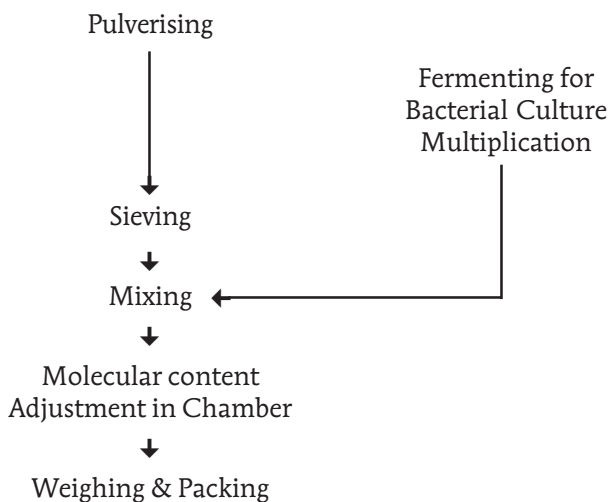 Pulverising
Fermenting for
Bacterial Culture
Multiplication
Sieving
Mixing
Molecular content
Adjustment in Chamber
Weighing & Packing